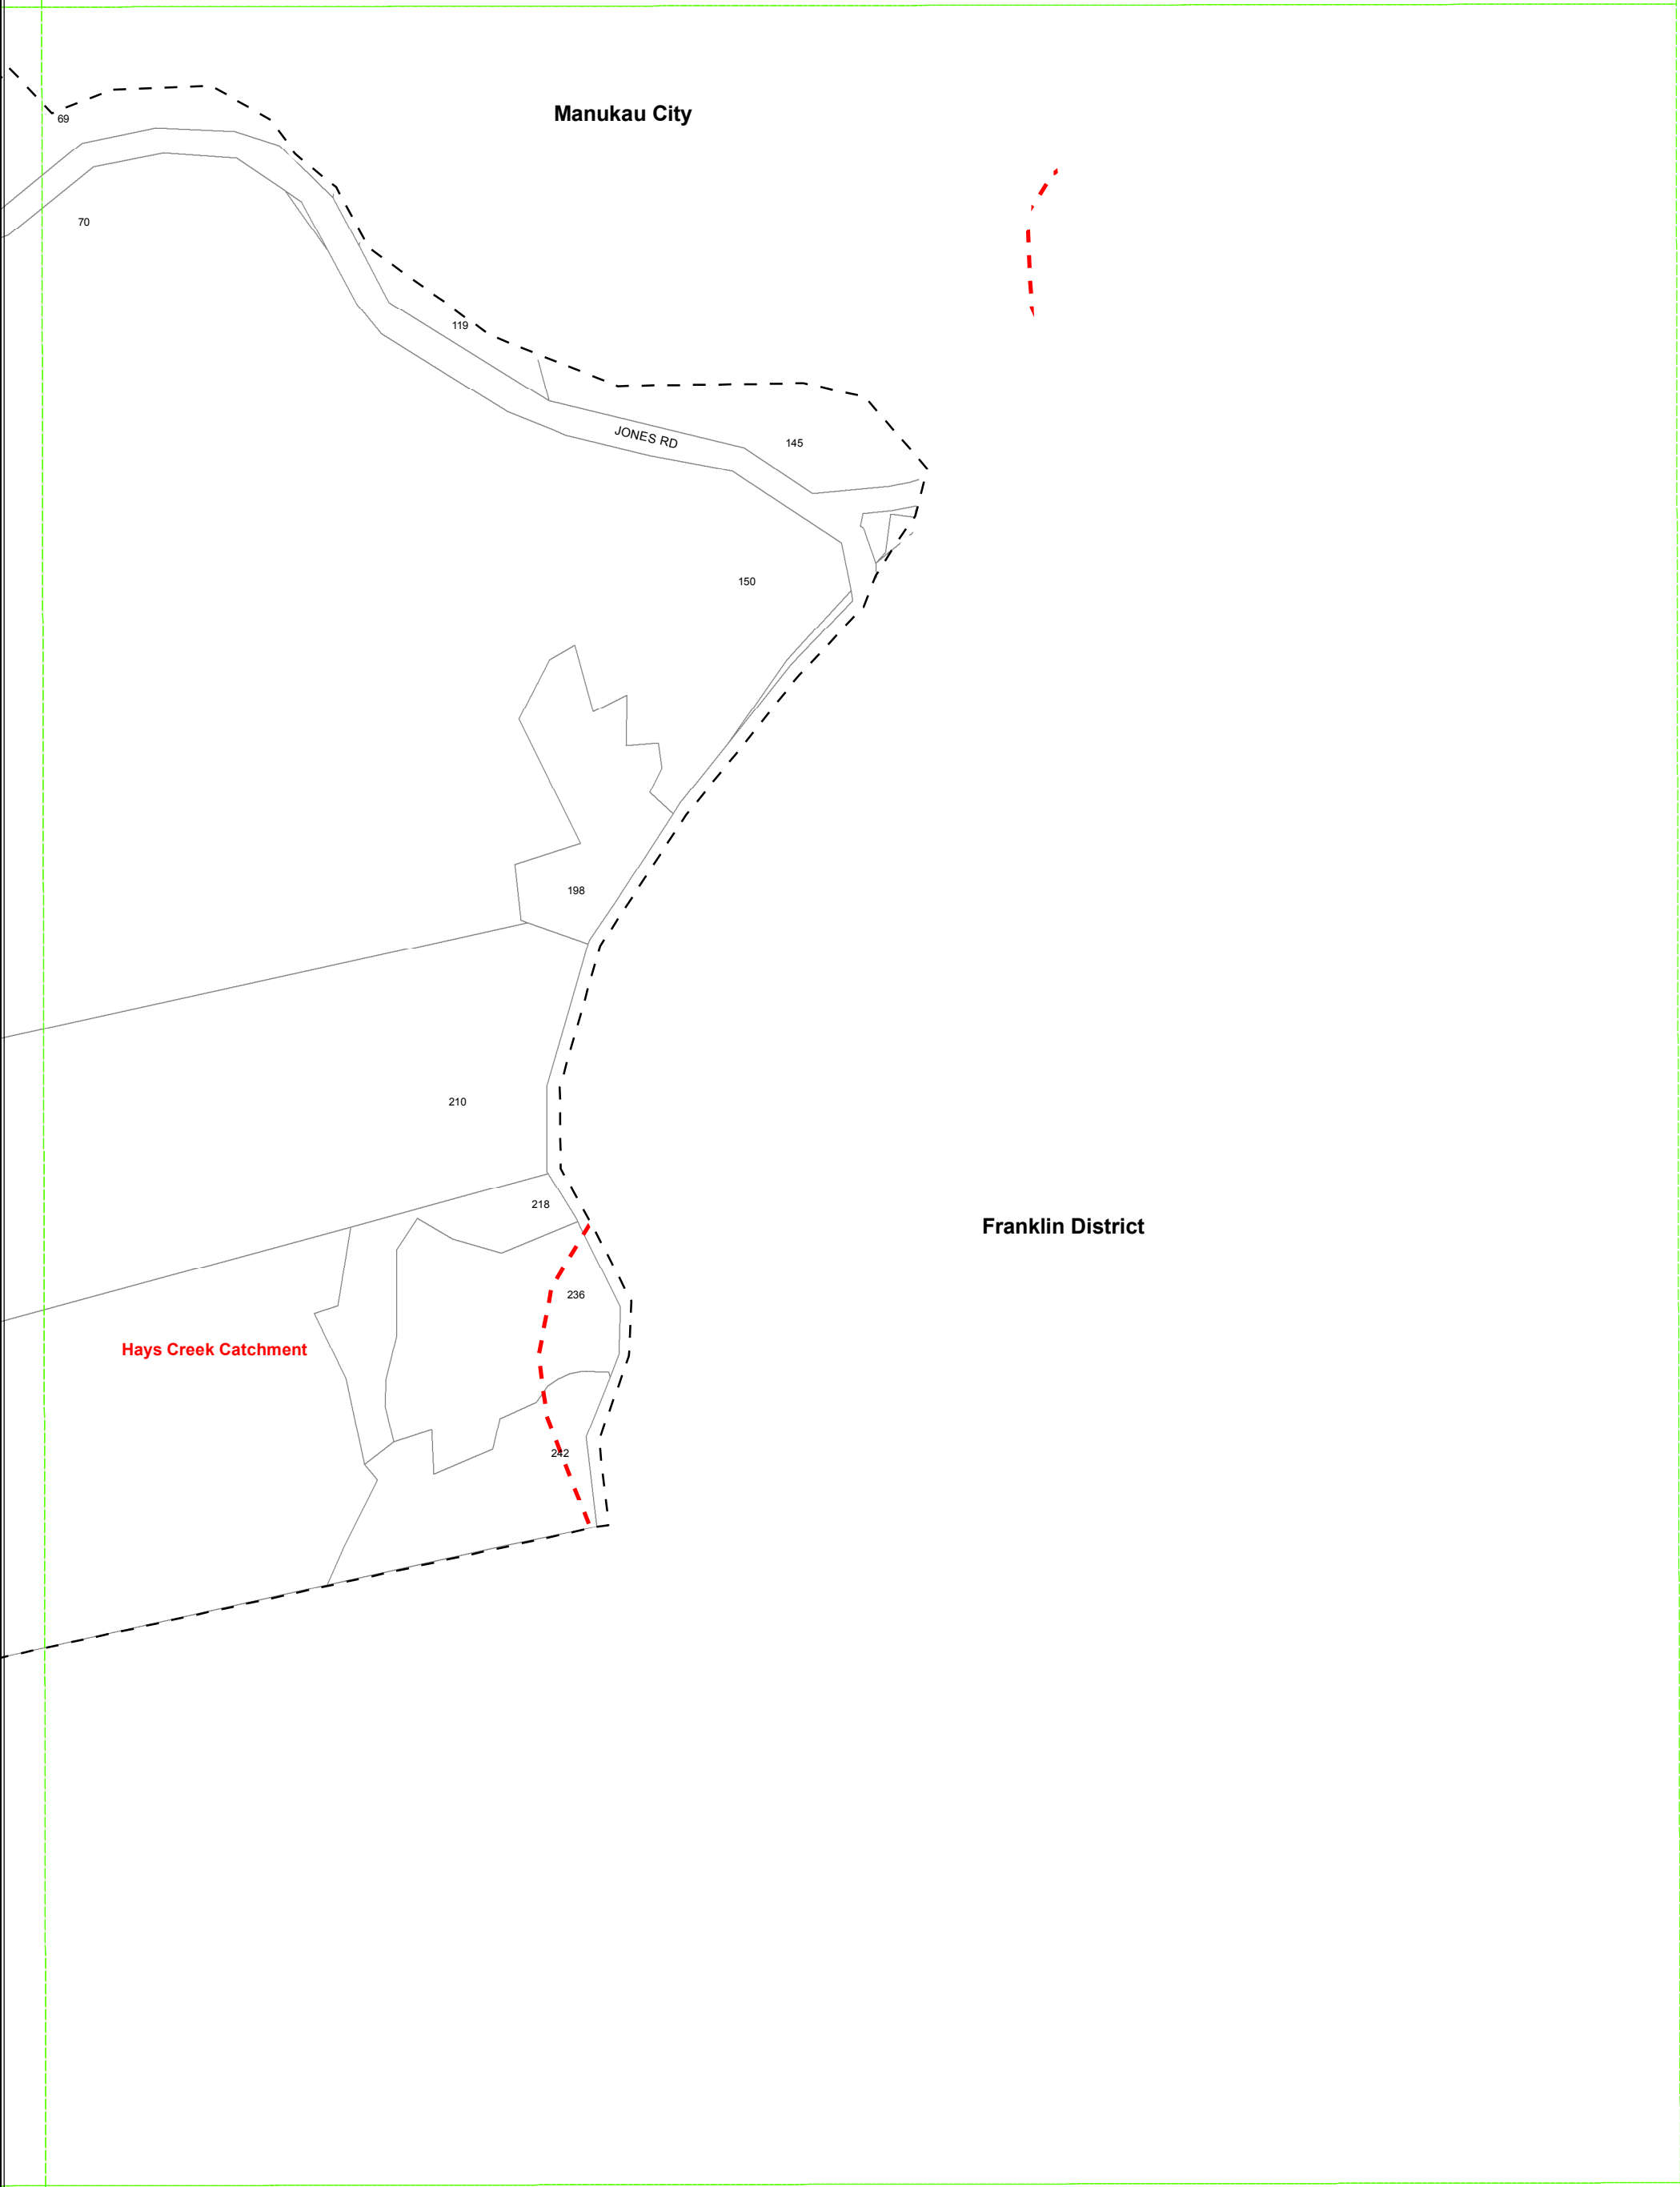 Manukau City
69
70
119
JONES RD
145
150
198
210
218
Franklin District
236
Hays Creek Catchment
242